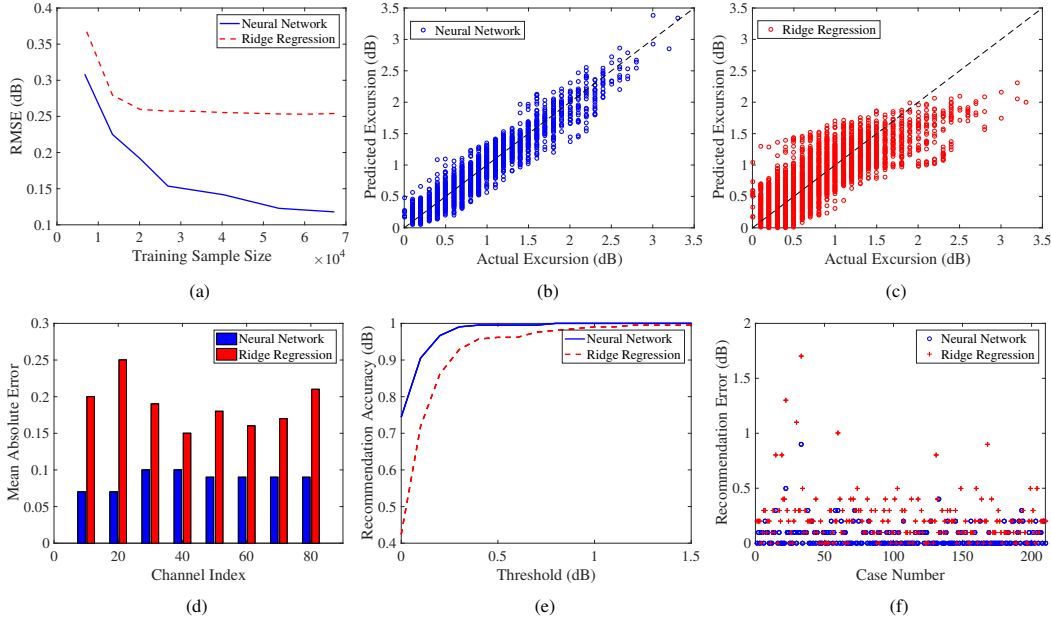 0.4
0.35
0.3
0.25
0.2
0.15
0.1
RMSE (dB)
Neural Network
Ridge Regression
0 1 2 3 4 5 6 7
Training Sample Size
×10^4
(a)
3.5
3
2.5
2
1.5
1
0.5
0
Predicted Excursion (dB)
Neural Network
0 0.5 1 1.5 2 2.5 3 3.5
Actual Excursion (dB)
(b)
3.5
3
2.5
2
1.5
1
0.5
0
Predicted Excursion (dB)
Ridge Regression
0 0.5 1 1.5 2 2.5 3 3.5
Actual Excursion (dB)
(c)
0.3
0.25
0.2
0.15
0.1
0.05
0
Mean Absolute Error
Neural Network
Ridge Regression
0 20 40 60 80
Channel Index
(d)
1
0.9
0.8
0.7
0.6
0.5
0.4
Recommendation Accuracy (dB)
Neural Network
Ridge Regression
0 0.5 1 1.5
Threshold (dB)
(e)
2
1.5
1
0.5
0
Recommendation Error (dB)
Neural Network
Ridge Regression
0 50 100 150 200
Case Number
(f)